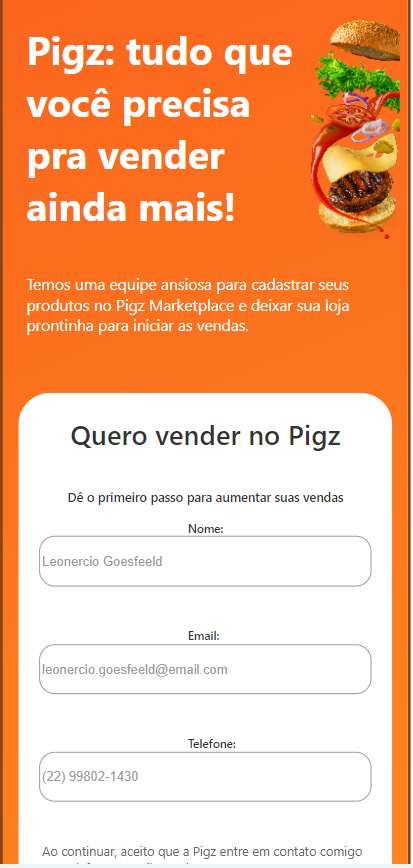 Pigz: tudo que
você precisa
pra vender
ainda mais!
Temos uma equipe ansiosa para cadastrar seus
produtos no Pigz Marketplace e deixar sua loja
prontinha para iniciar as vendas.
Quero vender no Pigz
Dê o primeiro passo para aumentar suas vendas
Nome:
Leonercio Goesfeeld
Email:
leonercio.goesfeeld@email.com
Telefone:
(22) 99802-1430
Ao continuar, aceito que a Pigz entre em contato comigo